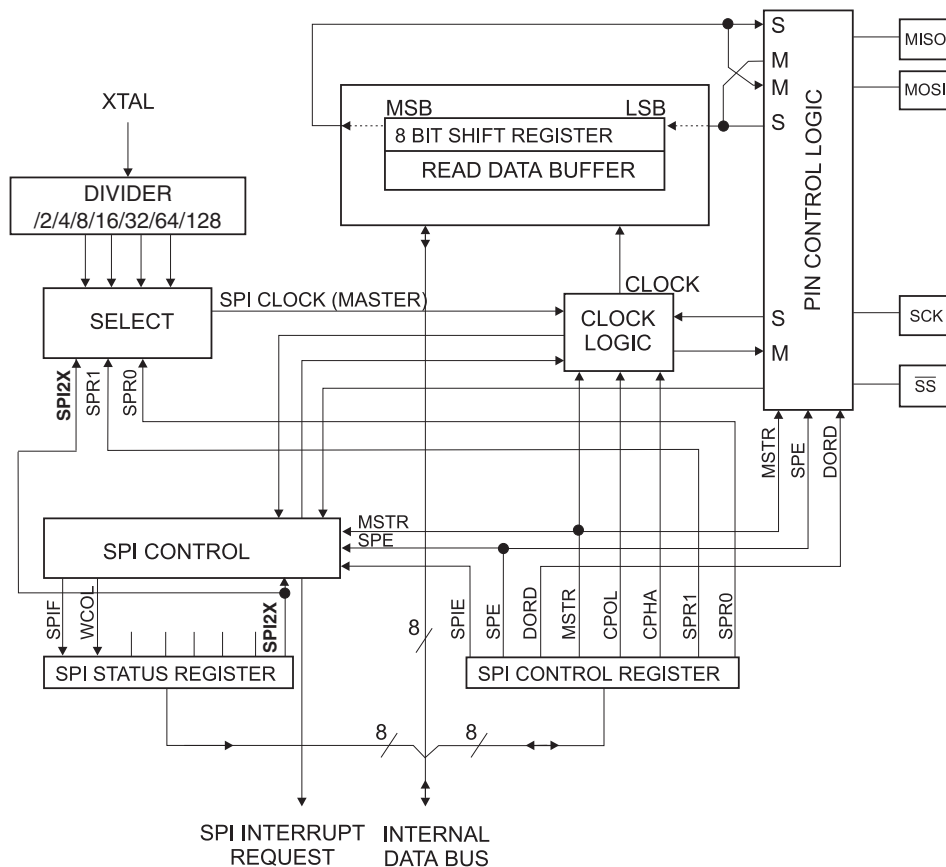 S
MISO
M
M
MOSI
XTAL
MSB
LSB
S
8 BIT SHIFT REGISTER
READ DATA BUFFER
DIVIDER
/2/4/8/16/32/64/128
PIN CONTROL LOGIC
SPI CLOCK (MASTER)
CLOCK
SELECT
CLOCK
LOGIC
S
SCK
M
SPI2X
SPR1
SPR0
SS
MSTR
SPE
DORD
MSTR
SPE
SPI CONTROL
SPIF
WCOL
SPI2X
8
SPIE
SPE
DORD
MSTR
CPOL
CPHA
SPR1
SPR0
SPI STATUS REGISTER
SPI CONTROL REGISTER
8
8
SPI INTERRUPT
REQUEST
INTERNAL
DATA BUS